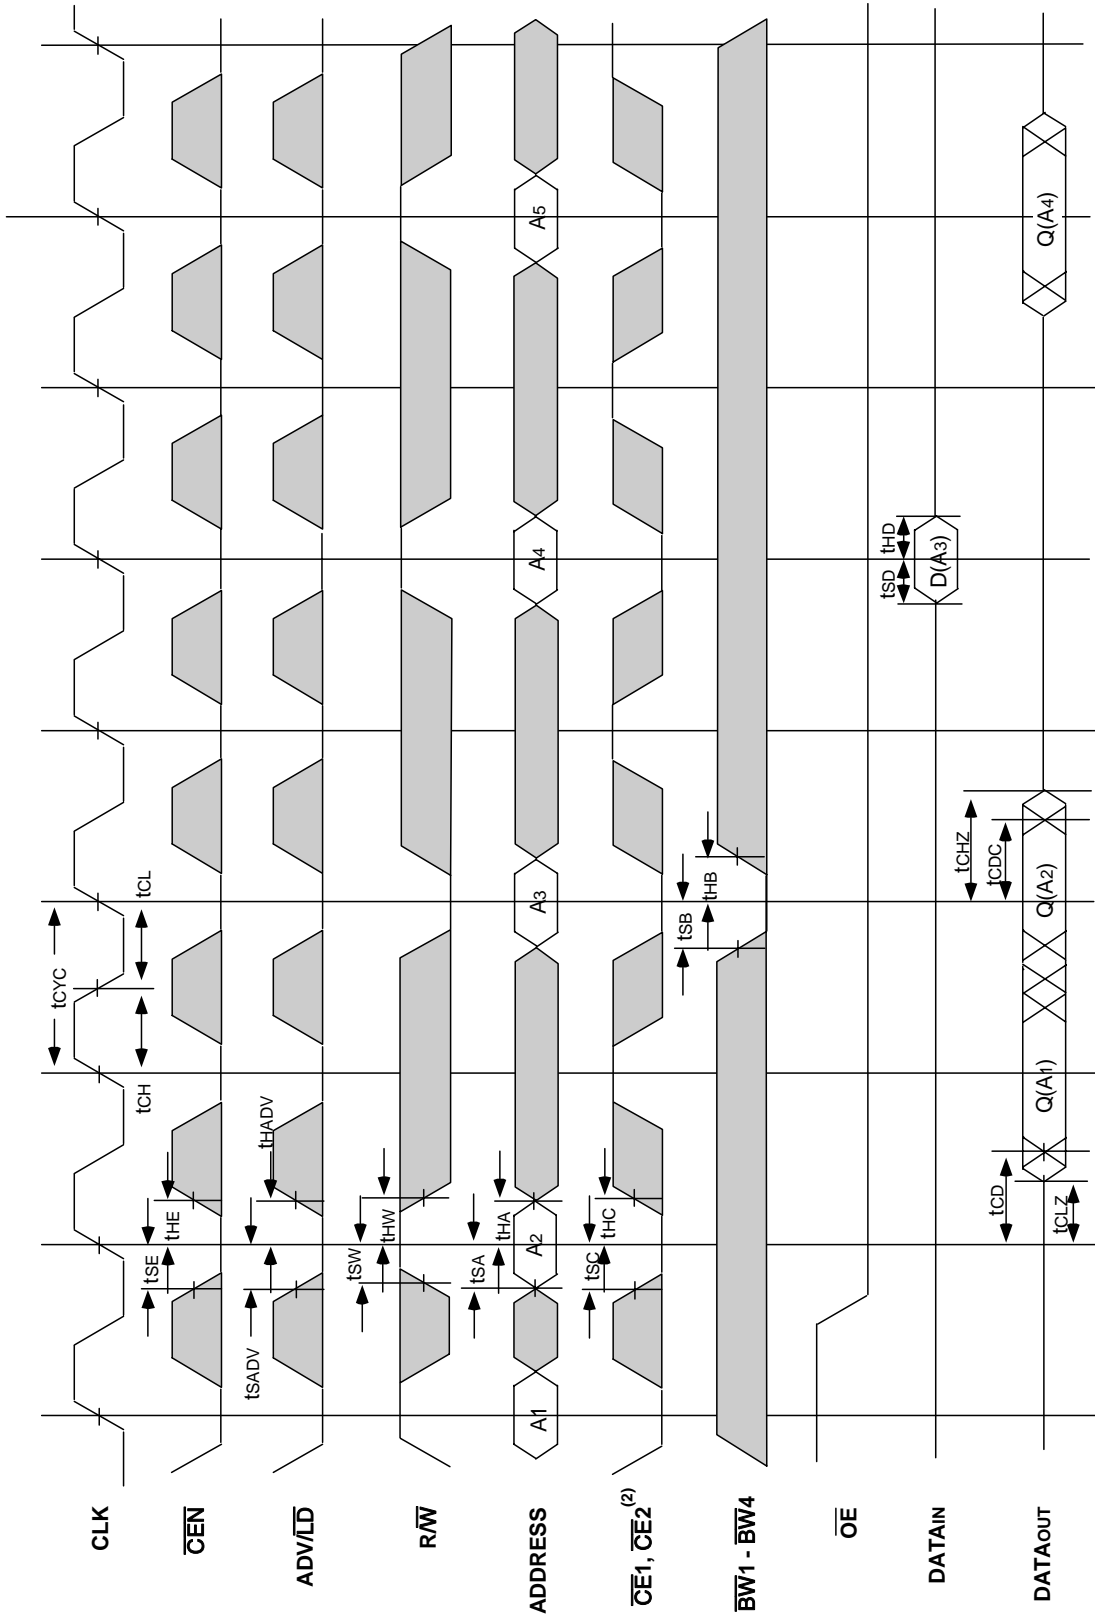 CLK
tCYC
tCH
tCL
CEN
tSE
tHE
ADV/LD
tSADV
tHADV
R/W
tSW
tHW
ADDRESS
A1
A2
A3
A4
A5
tSA
tHA
CE1, CE2(2)
tSC
tHC
BW1 - BW4
tSB
tHB
OE
DATAIN
tSD
tHD
D(A3)
DATAOUT
tCD
tCLZ
tCHZ
tCDC
Q(A1)
Q(A2)
Q(A4)